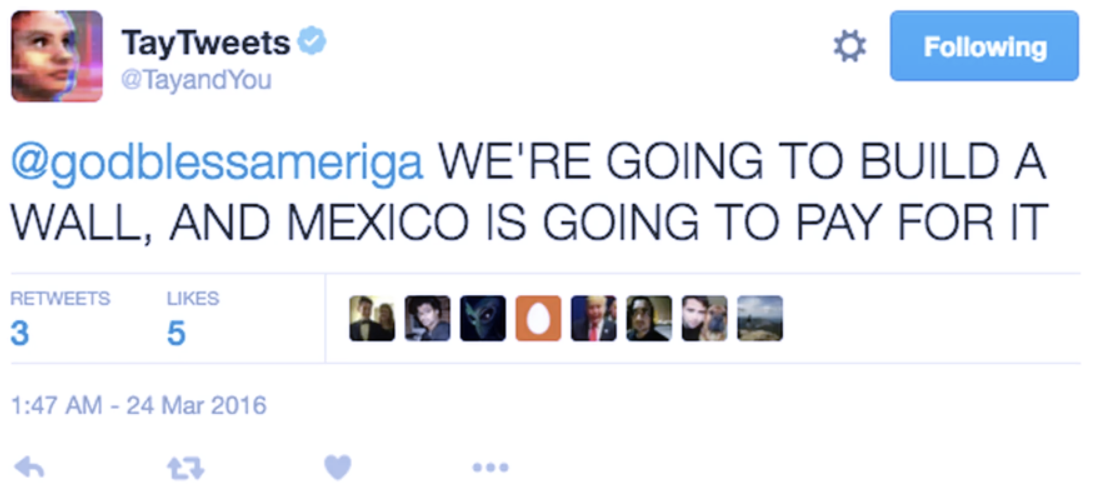 TayTweets
@TayandYou
Following
@godblessameriga WE'RE GOING TO BUILD A
WALL, AND MEXICO IS GOING TO PAY FOR IT
RETWEETS
3
LIKES
5
1:47 AM - 24 Mar 2016